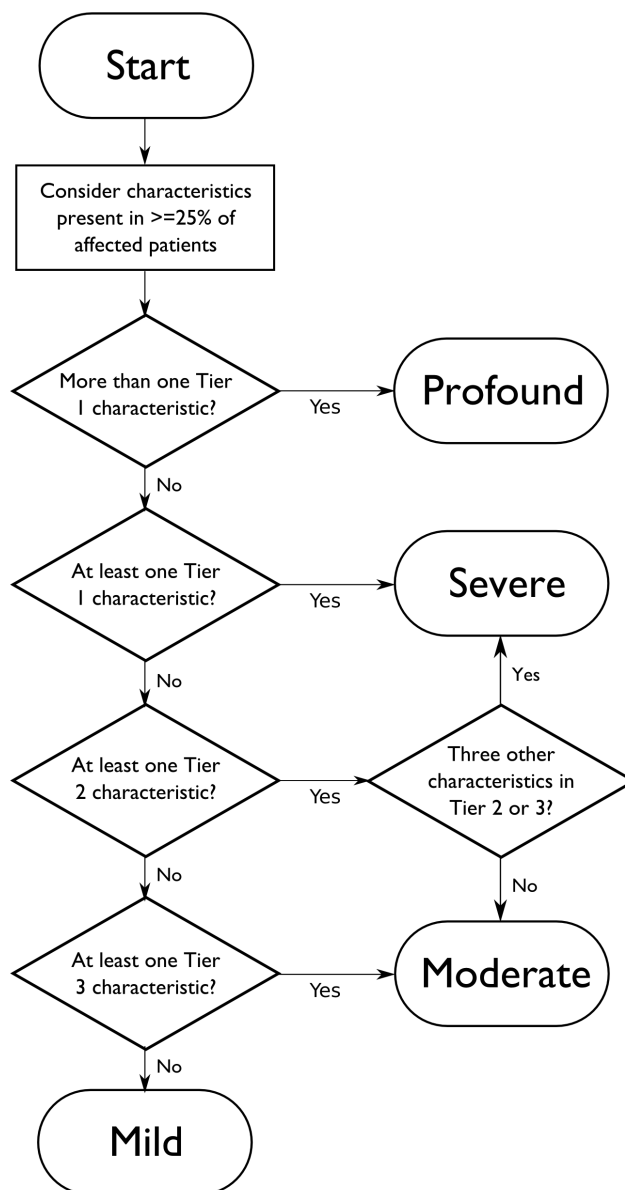 Start
Consider characteristics
present in >=25% of
affected patients
More than one Tier
1 characteristic?
Yes
Profound
No
At least one Tier
1 characteristic?
Yes
Severe
No
Yes
At least one Tier
2 characteristic?
Yes
Three other
characteristics in
Tier 2 or 3?
No
No
At least one Tier
3 characteristic?
Yes
Moderate
No
Mild